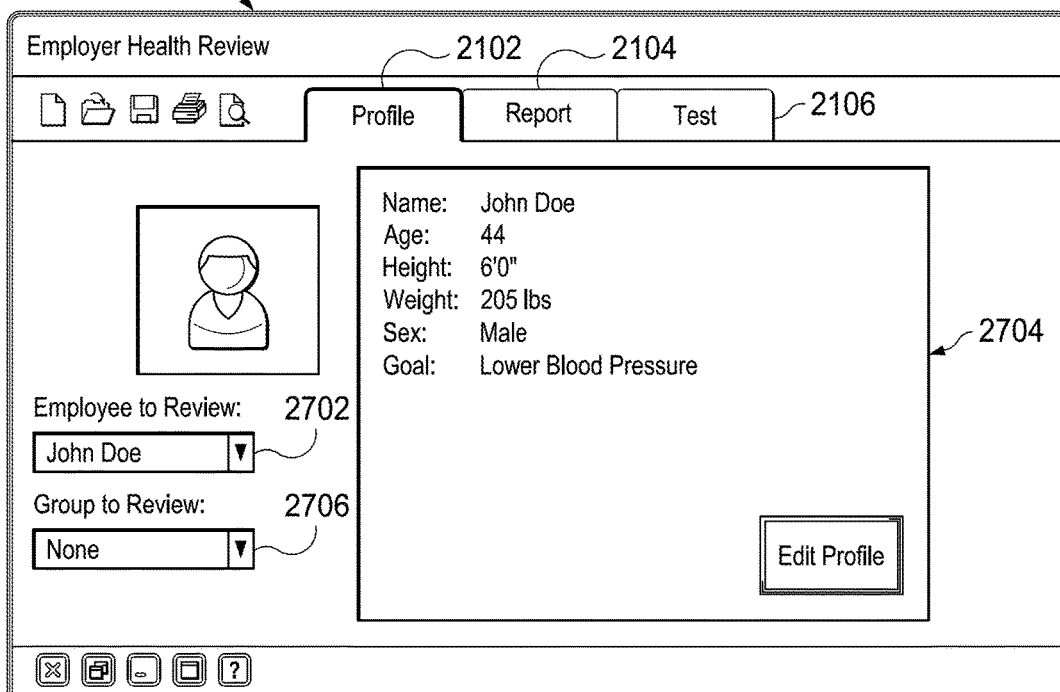 Employer Health Review
2102
2104
Profile
Report
Test
2106
Name: John Doe
Age: 44
Height: 6'0"
Weight: 205 lbs
Sex: Male
Goal: Lower Blood Pressure
2704
Employee to Review:
2702
John Doe
Group to Review:
2706
None
Edit Profile
?